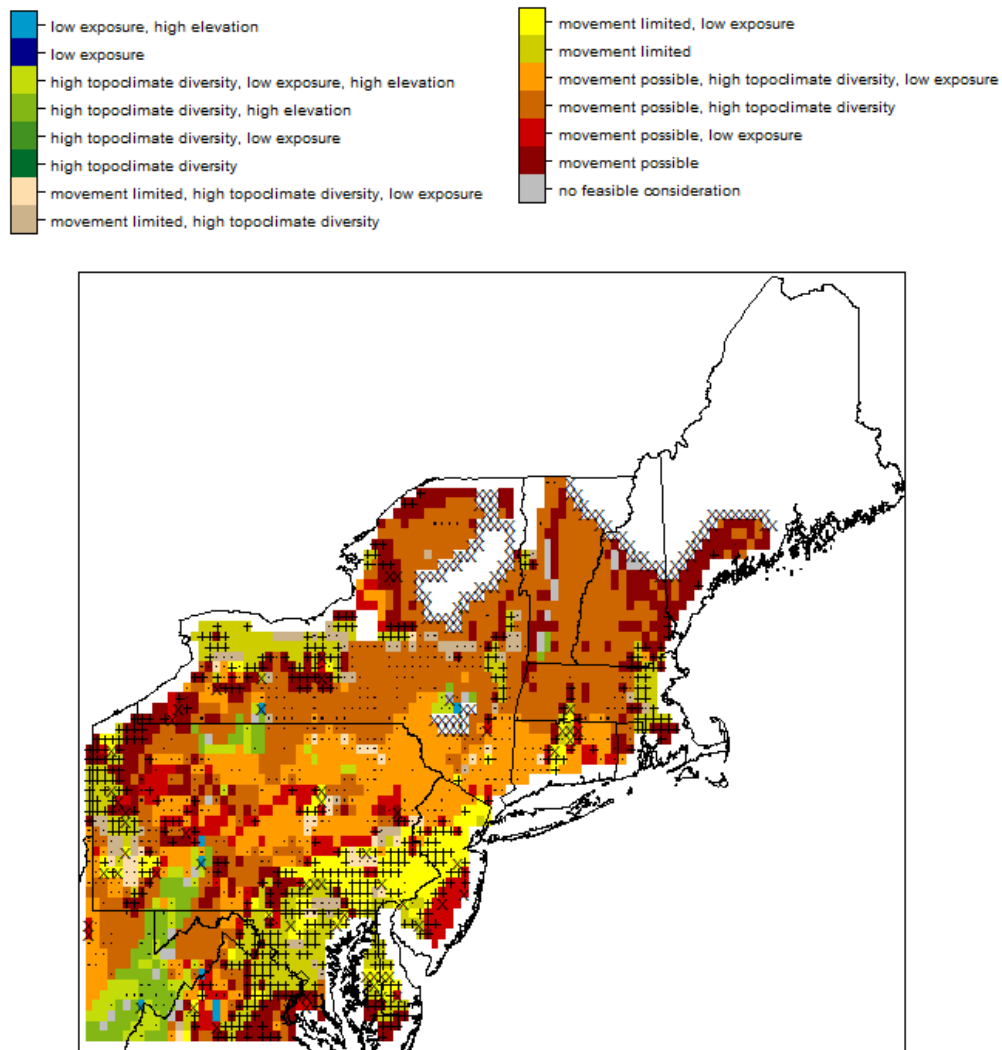 low exposure, high elevation
low exposure
high topoclimate diversity, low exposure, high elevation
high topoclimate diversity, high elevation
high topoclimate diversity, low exposure
high topoclimate diversity
movement limited, high topoclimate diversity, low exposure
movement limited, high topoclimate diversity
movement limited, low exposure
movement limited
movement possible, high topoclimate diversity, low exposure
movement possible, high topoclimate diversity
movement possible, low exposure
movement possible
no feasible consideration